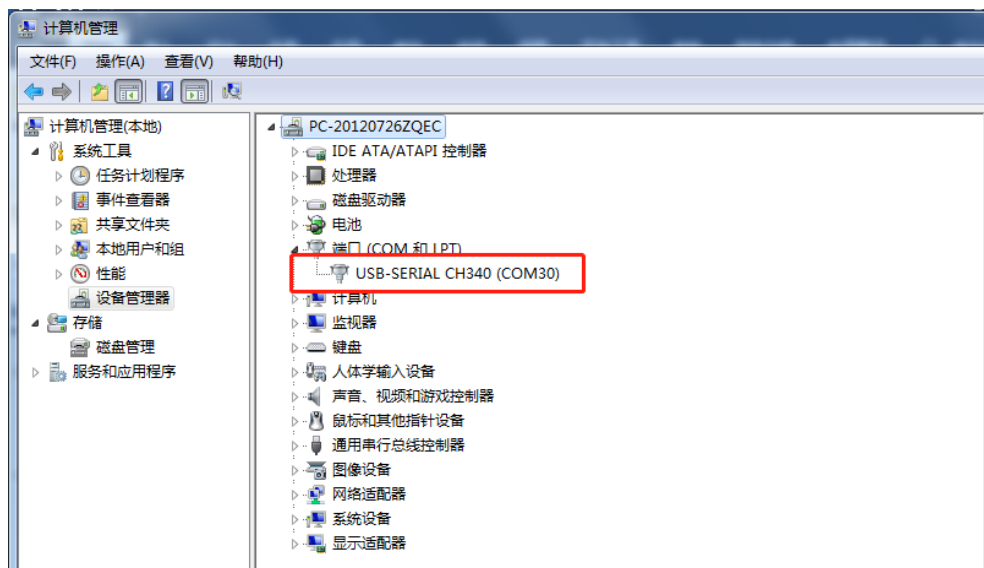 计算机管理
文件(F) 操作(A) 查看(V) 帮助(H)
计算机管理(本地)
系统工具
任务计划程序
事件查看器
共享文件夹
本地用户和组
性能
设备管理器
存储
磁盘管理
服务和应用程序
PC-20120726ZQEC
IDE ATA/ATAPI 控制器
处理器
磁盘驱动器
电池
端口 (COM 和 LPT)
USB-SERIAL CH340 (COM30)
计算机
监视器
键盘
人体学输入设备
声音、视频和游戏控制器
鼠标和其他指针设备
通用串行总线控制器
图像设备
网络适配器
系统设备
显示适配器